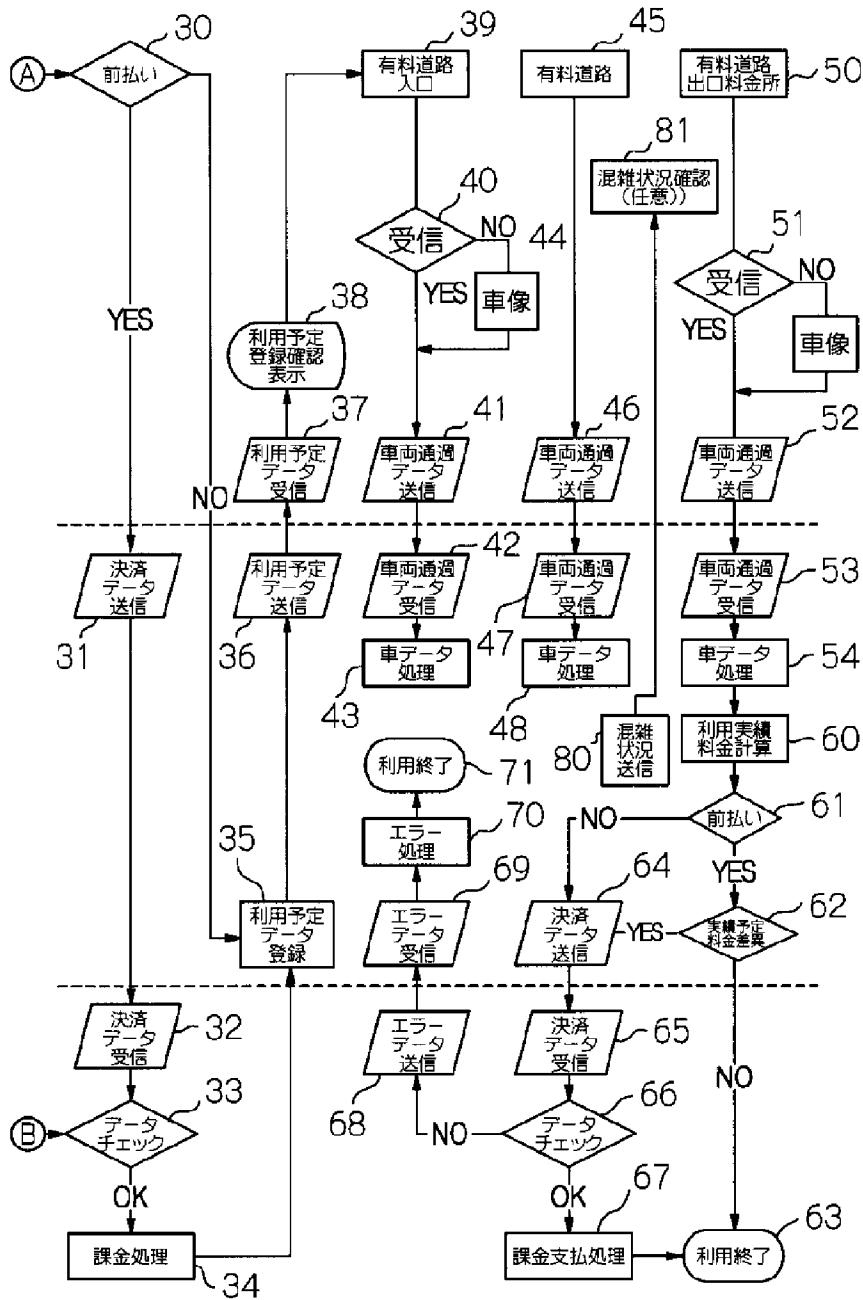 30
A
前払い
39
有料道路
入口
45
有料道路
有料道路
出口料金所
50
81
混雑状況確認
(任意))
40
受信
NO
YES
車像
44
51
受信
NO
YES
車像
YES
38
利用予定
登録確認
表示
37
利用予定
データ
受信
41
車両通過
データ
送信
46
車両通過
データ
送信
52
車両通過
データ
送信
NO
決済
データ
送信
31
利用予定
データ
送信
36
42
車両通過
データ
受信
車両通過
データ
受信
47
車両通過
データ
受信
53
車データ
処理
43
車データ
処理
48
車データ
処理
54
混雑
状況
送信
80
利用実績
料金計算
60
利用終了
71
前払い
61
NO
YES
エラー
処理
70
35
利用予定
データ
登録
69
エラー
データ
受信
64
決済
データ
送信
YES
実績予定
料金差異
62
決済
データ
受信
32
エラー
データ
送信
68
決済
データ
受信
65
NO
33
B
データ
チェック
66
データ
チェック
NO
OK
OK
課金処理
34
67
課金支払処理
63
利用終了